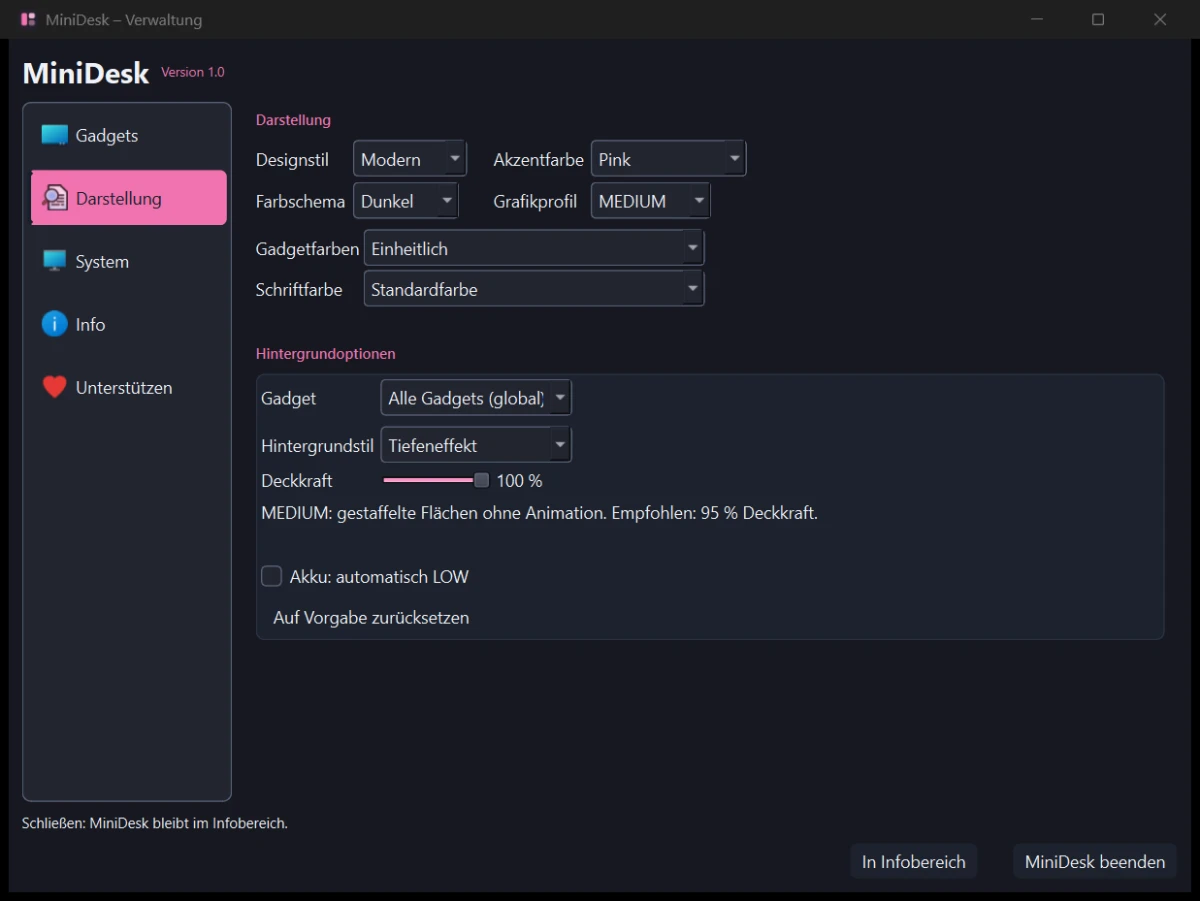 MiniDesk – Verwaltung
MiniDesk Version 1.0
Gadgets
Darstellung
System
Info
Unterstützen
Darstellung
Designstil Modern Akzentfarbe Pink
Farbschema Dunkel Grafikprofil MEDIUM
Gadgetfarben Einheitlich
Schriftfarbe Standardfarbe
Hintergrundoptionen
Gadget Alle Gadgets (global)
Hintergrundstil Tiefeneffekt
Deckkraft 100 %
MEDIUM: gestaffelte Flächen ohne Animation. Empfohlen: 95 % Deckkraft.
Akku: automatisch LOW
Auf Vorgabe zurücksetzen
Schließen: MiniDesk bleibt im Infobereich.
In Infobereich MiniDesk beenden